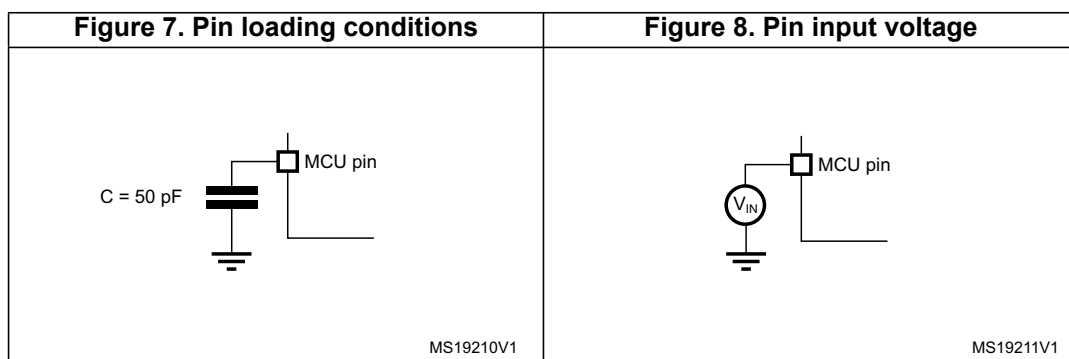 Figure 7. Pin loading conditions
Figure 8. Pin input voltage
MCU pin
C = 50 pF
MS19210V1
MCU pin
VIN
MS19211V1